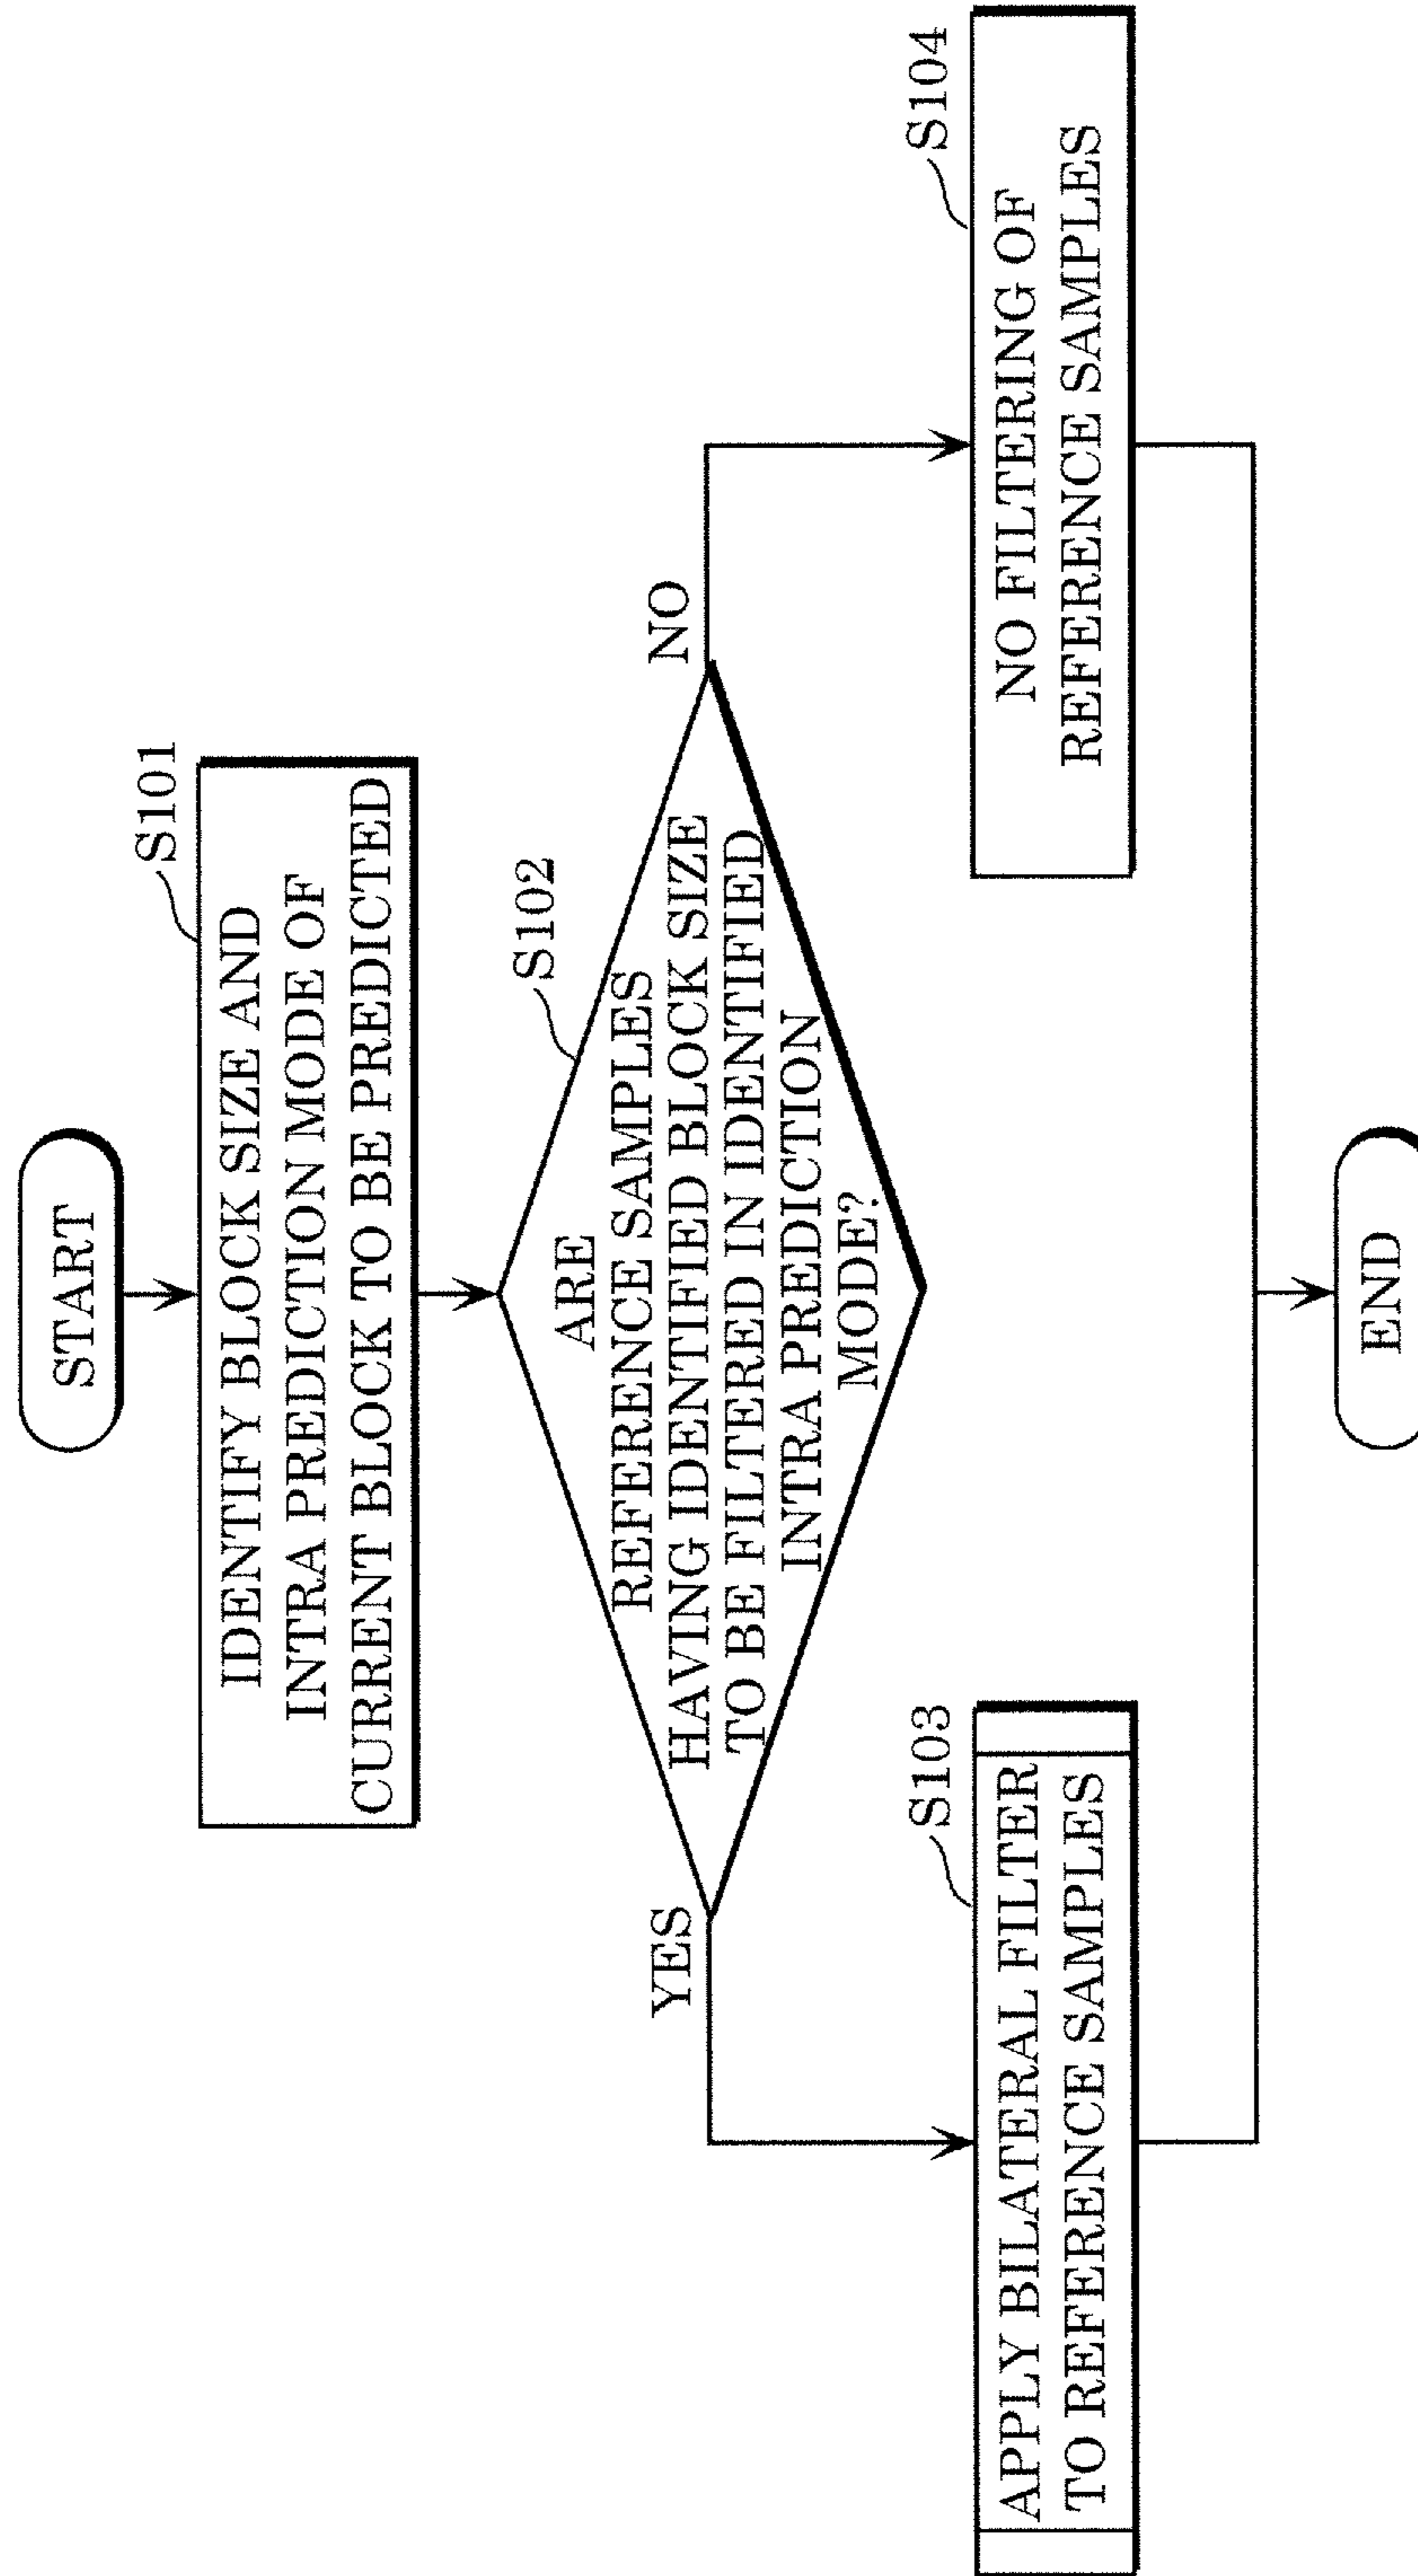 START
S101
IDENTIFY BLOCK SIZE AND
INTRA PREDICTION MODE OF
CURRENT BLOCK TO BE PREDICTED
S102
ARE
REFERENCE SAMPLES
HAVING IDENTIFIED BLOCK SIZE
TO BE FILTERED IN IDENTIFIED
INTRA PREDICTION
MODE?
YES
NO
S103
APPLY BILATERAL FILTER
TO REFERENCE SAMPLES
S104
NO FILTERING OF
REFERENCE SAMPLES
END